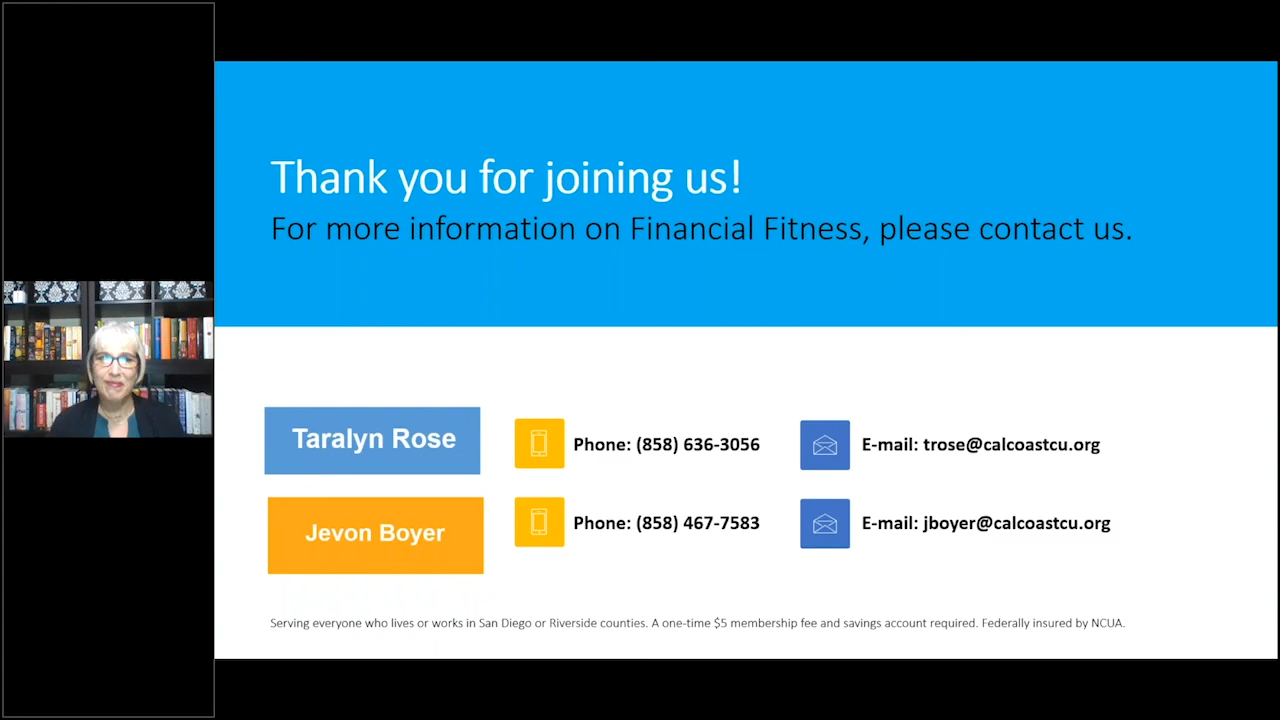 Thank you for joining us!
For more information on Financial Fitness, please contact us.
Taralyn Rose
Phone: (858) 636-3056
E-mail: trose@calcoastcu.org
Jevon Boyer
Phone: (858) 467-7583
E-mail: jboyer@calcoastcu.org
Serving everyone who lives or works in San Diego or Riverside counties. A one-time $5 membership fee and savings account required. Federally insured by NCUA.